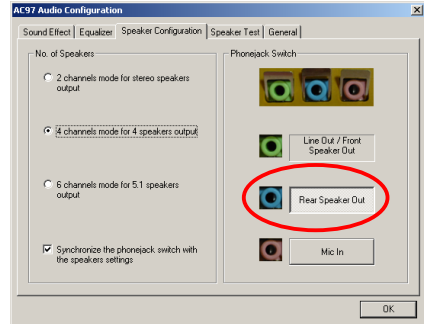 AC97 Audio Configuration
Sound Effect
Equalizer
Speaker Configuration
Speaker Test
General
No. of Speakers
2 channels mode for stereo speakers
output
4 channels mode for 4 speakers output
6 channels mode for 5.1 speakers
output
Synchronize the phonejack switch with
the speakers settings
Phonejack Switch
Line Out / Front
Speaker Out
Rear Speaker Out
Mic In
OK